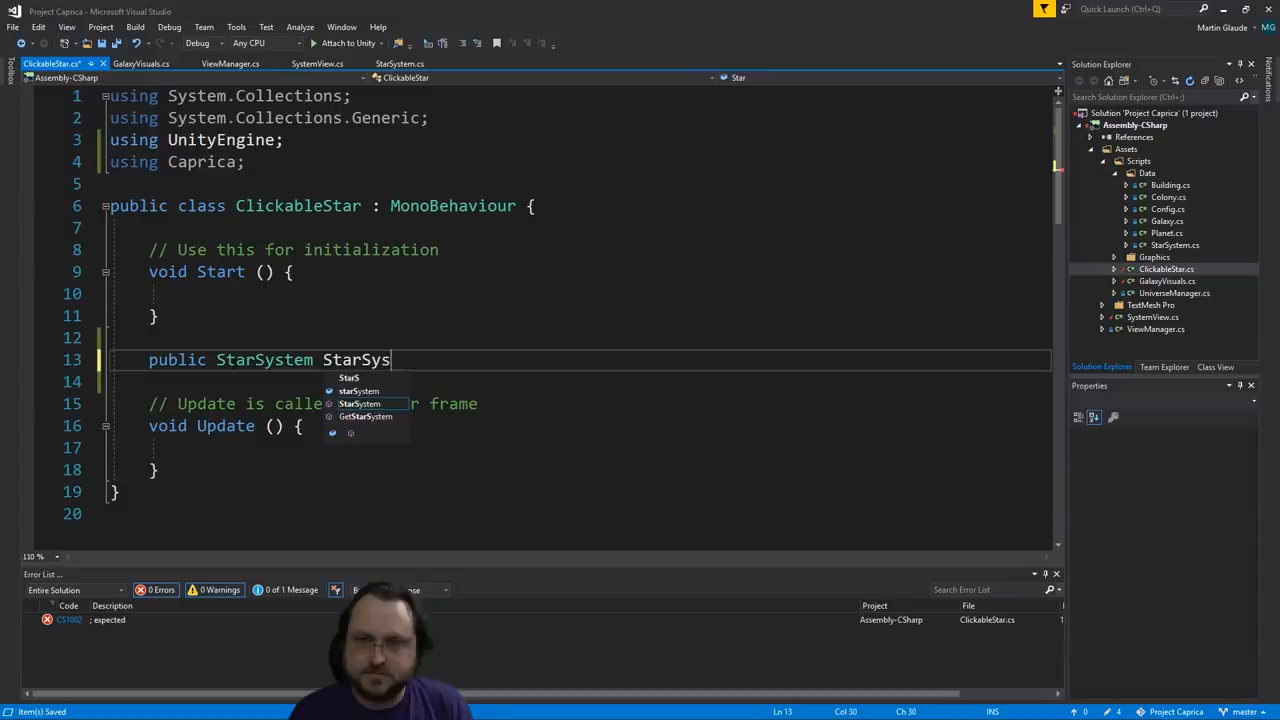 Project Caprica - Microsoft Visual Studio
Quick Launch (Ctrl+Q)
File Edit View Project Build Debug Team Tools Test Analyze Window Help
Martin Glaude MG
Debug Any CPU Attach to Unity
Toolbox
ClickableStar.cs* GalaxyVisuals.cs ViewManager.cs SystemView.cs StarSystem.cs
Assembly-CSharp ClickableStar Star
1 using System.Collections;
2 using System.Collections.Generic;
3 using UnityEngine;
4 using Caprica;
5
6 public class ClickableStar : MonoBehaviour {
7
8 // Use this for initialization
9 void Start () {
10
11 }
12
13 public StarSystem StarSys
StarS
starSystem
StarSystem
GetStarSystem
14
15 // Update is calle r frame
16 void Update () {
17
18 }
19 }
20
110 %
Solution Explorer
Search Solution Explorer (Ctrl+;)
Solution 'Project Caprica' (1 project)
Assembly-CSharp
References
Assets
Scripts
Data
Building.cs
Colony.cs
Config.cs
Galaxy.cs
Planet.cs
StarSystem.cs
Graphics
ClickableStar.cs
GalaxyVisuals.cs
UniverseManager.cs
TextMesh Pro
SystemView.cs
ViewManager.cs
Solution Explorer Team Explorer Class View
Properties
Notifications
Error List ...
Entire Solution 0 Errors 0 Warnings 0 of 1 Message Search Error List
Code Description Project File
CS1002 ; expected Assembly-CSharp ClickableStar.cs 1
Item(s) Saved Ln 13 Col 30 Ch 30 INS 0 4 Project Caprica master